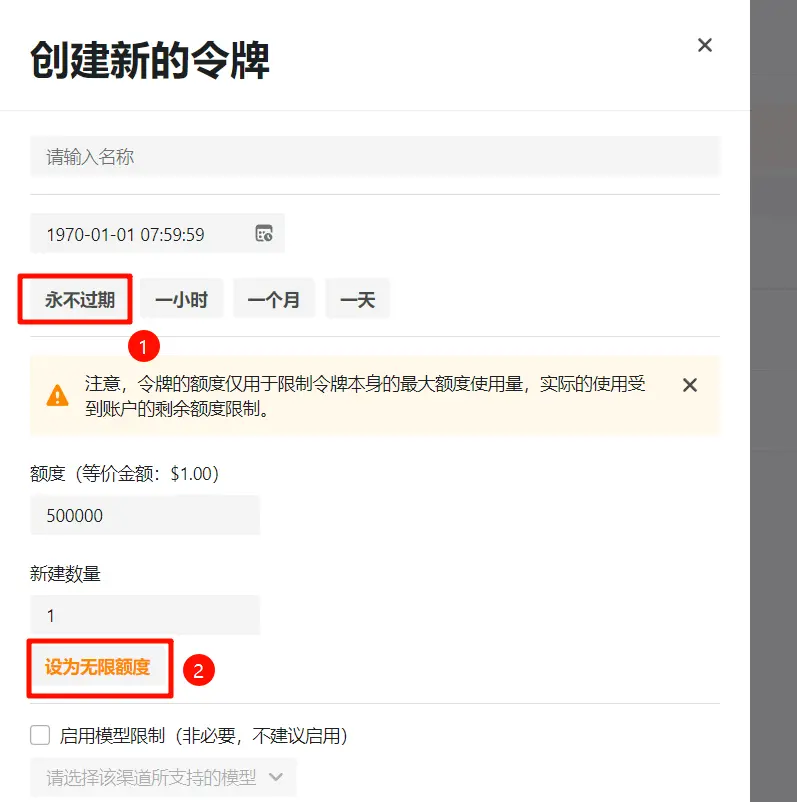 创建新的令牌
请输入名称
1970-01-01 07:59:59
永不过期 一小时 一个月 一天
1
注意，令牌的额度仅用于限制令牌本身的最大额度使用量，实际的使用受
到账户的剩余额度限制。
额度（等价金额：$1.00）
500000
新建数量
1
设为无限额度
2
启用模型限制（非必要，不建议启用）
请选择该渠道所支持的模型